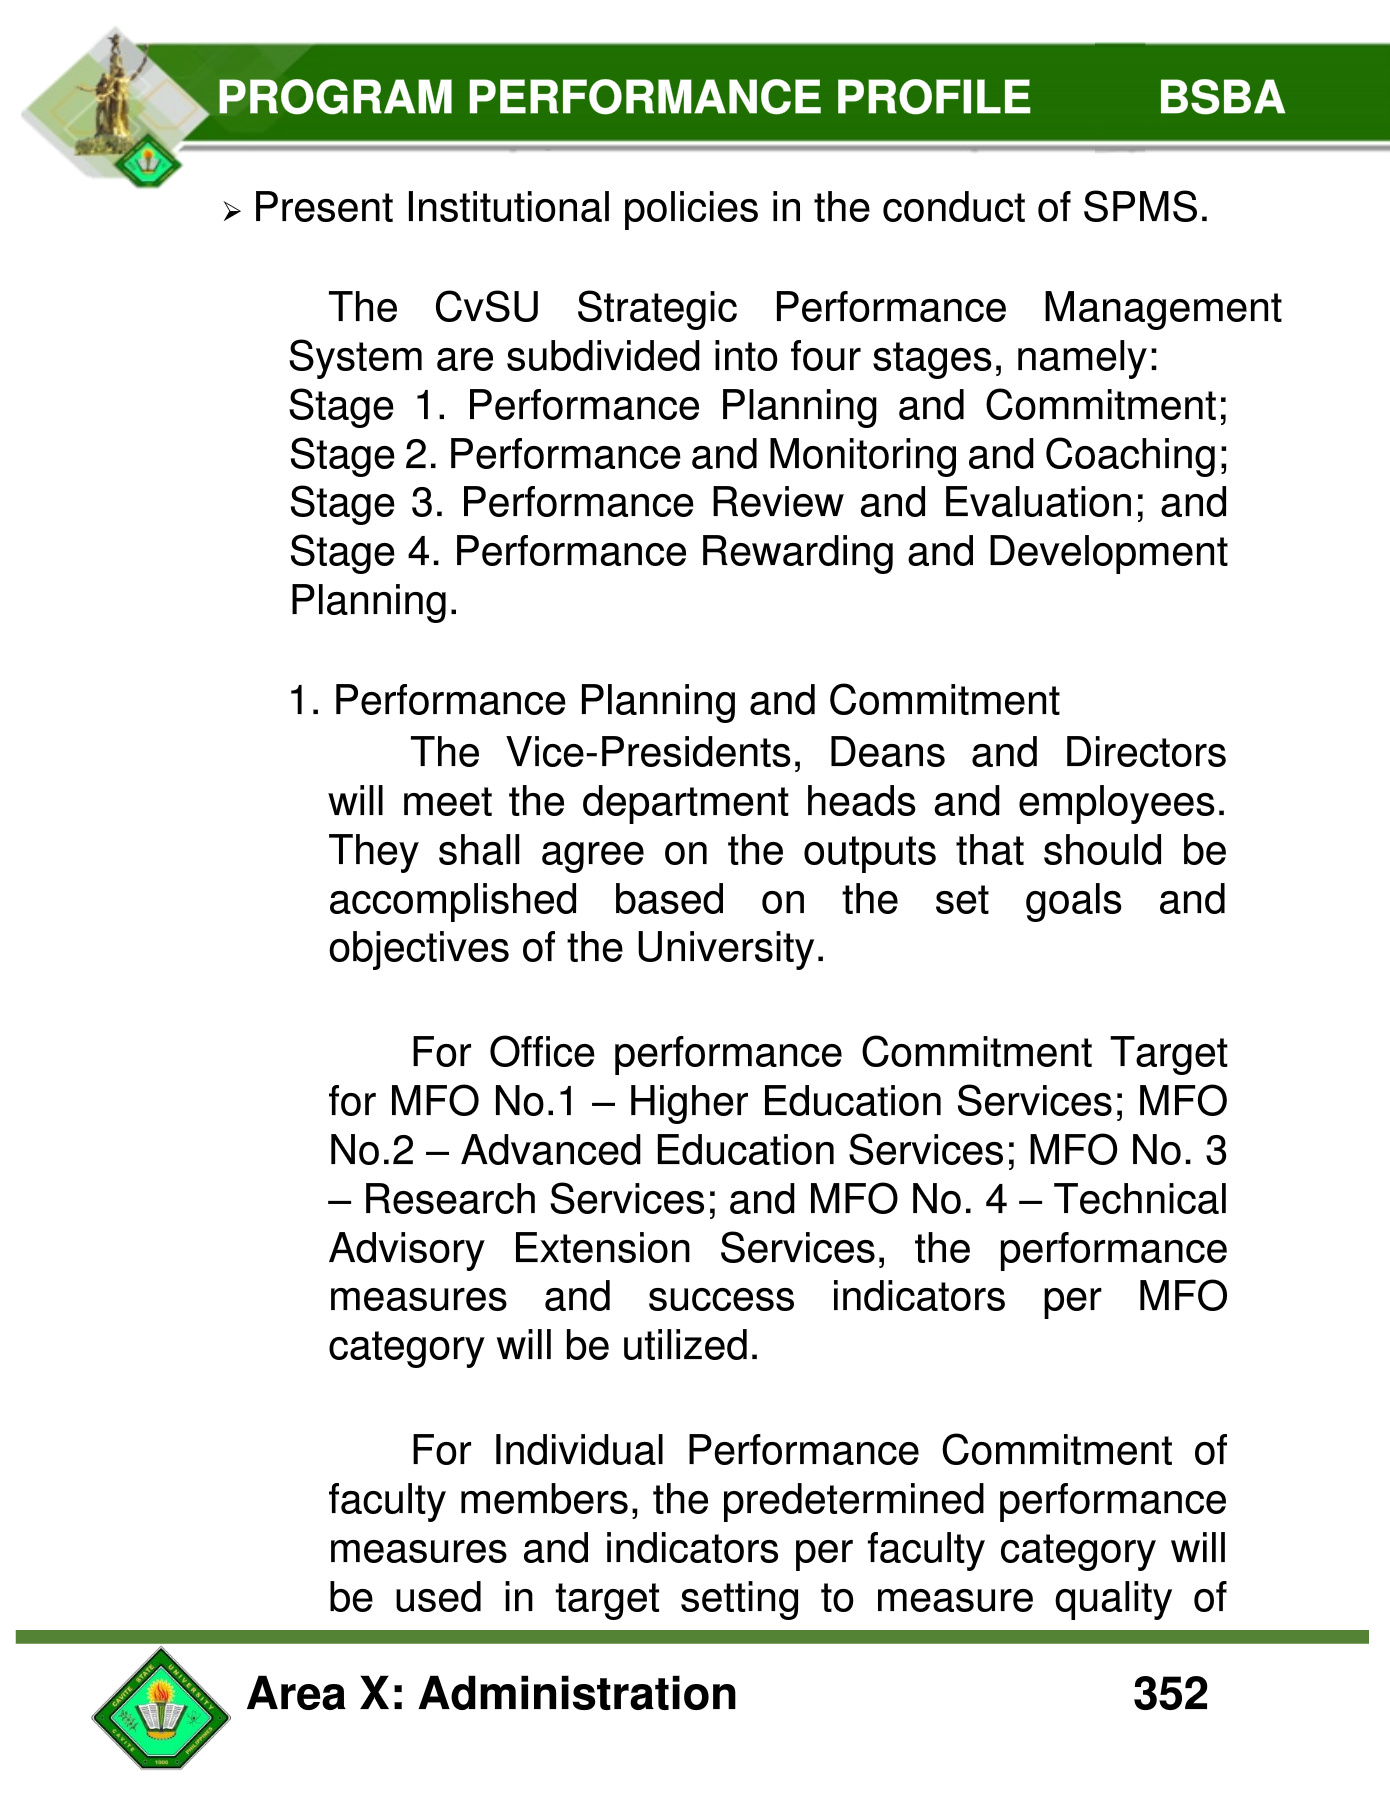 PROGRAM PERFORMANCE PROFILE BSBA
➢ Present Institutional policies in the conduct of SPMS.
The CvSU Strategic Performance Management
System are subdivided into four stages, namely:
Stage 1. Performance Planning and Commitment;
Stage 2. Performance and Monitoring and Coaching;
Stage 3. Performance Review and Evaluation; and
Stage 4. Performance Rewarding and Development
Planning.
1. Performance Planning and Commitment
The Vice-Presidents, Deans and Directors
will meet the department heads and employees.
They shall agree on the outputs that should be
accomplished based on the set goals and
objectives of the University.
For Office performance Commitment Target
for MFO No.1 – Higher Education Services; MFO
No.2 – Advanced Education Services; MFO No. 3
– Research Services; and MFO No. 4 – Technical
Advisory Extension Services, the performance
measures and success indicators per MFO
category will be utilized.
For Individual Performance Commitment of
faculty members, the predetermined performance
measures and indicators per faculty category will
be used in target setting to measure quality of
CAVITE STATE UNIVERSITY
CAVITE PHILIPPINES
1906
Area X: Administration 352